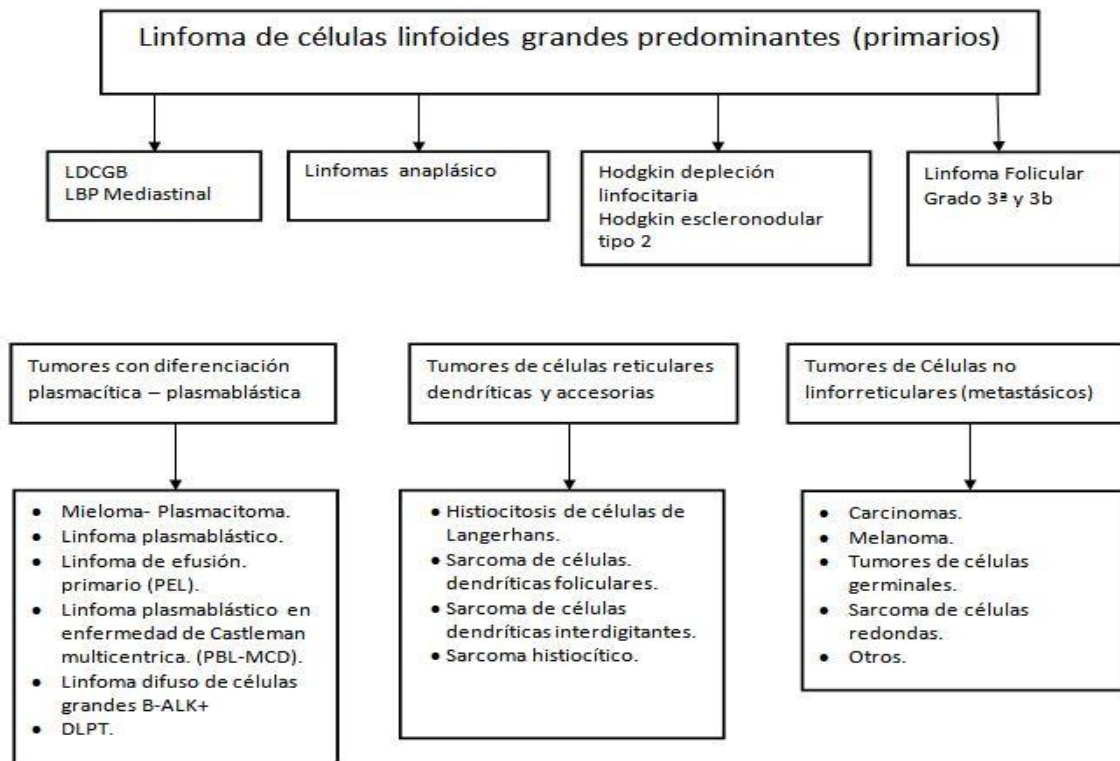 Linfoma de células linfoides grandes predominantes (primarios)
LDCGB
LBP Mediastinal
Linfomas anaplásico
Hodgkin depleción
linfocitaria
Hodgkin escleronodular
tipo 2
Linfoma Folicular
Grado 3ª y 3b
Tumores con diferenciación
plasmacítica – plasmablástica
Tumores de células reticulares
dendríticas y accesorias
Tumores de Células no
linforreticulares (metastásicos)
• Mieloma- Plasmacitoma.
• Linfoma plasmablástico.
• Linfoma de efusión.
primario (PEL).
• Linfoma plasmablástico en
enfermedad de Castleman
multicentrica. (PBL-MCD).
• Linfoma difuso de células
grandes B-ALK+
• DLPT.
• Histiocitosis de células de
Langerhans.
• Sarcoma de células.
dendríticas foliculares.
• Sarcoma de células
dendríticas interdigitantes.
• Sarcoma histiocítico.
• Carcinomas.
• Melanoma.
• Tumores de células
germinales.
• Sarcoma de células
redondas.
• Otros.